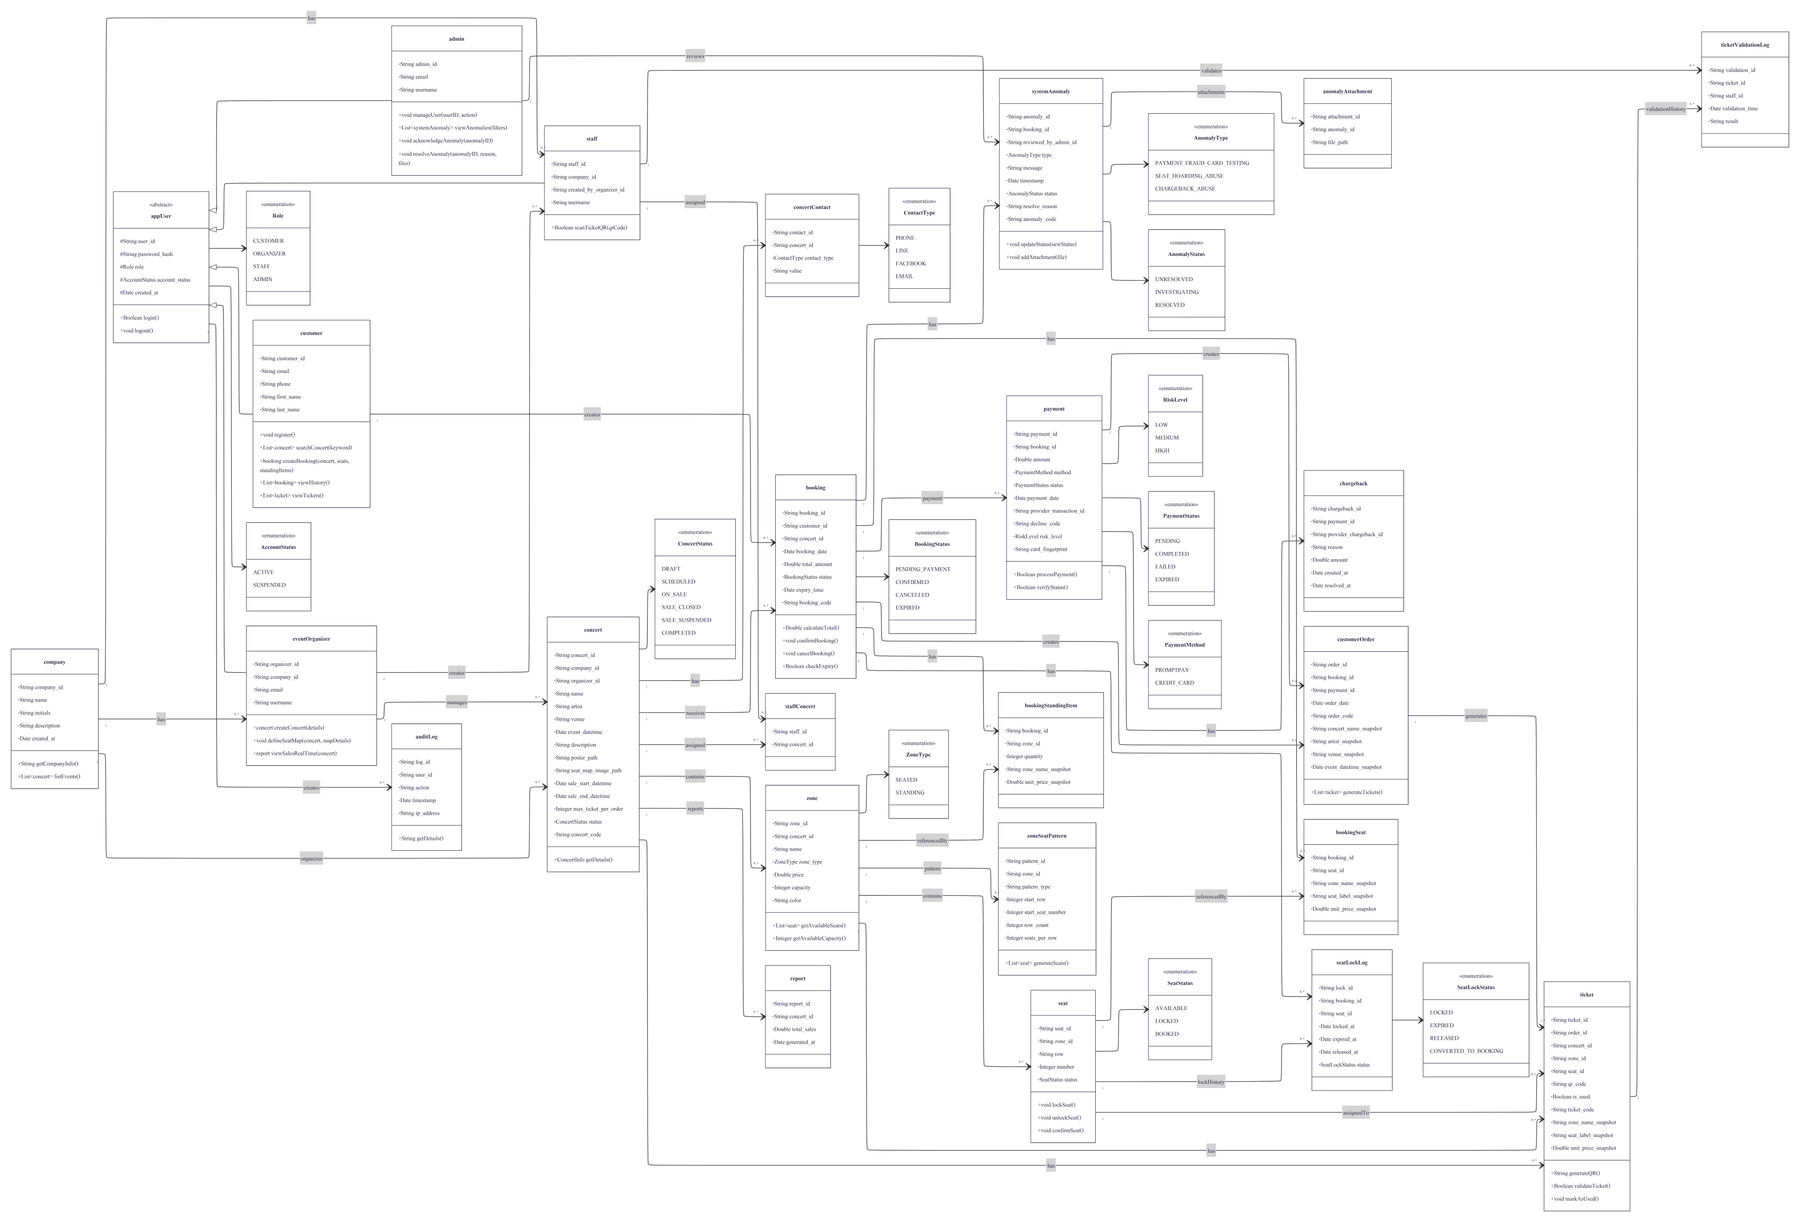 has
admin
-String admin_id
-String email
-String username
+void manageUser(userID, action)
+List<systemAnomaly> viewAnomalies(filters)
+void acknowledgeAnomaly(anomalyID)
+void resolveAnomaly(anomalyID, reason,
files)
reviews
validates
ticketValidationLog
-String validation_id
-String ticket_id
-String staff_id
-Date validation_time
-String result
validationHistory
staff
-String staff_id
-String company_id
-String created_by_organizer_id
-String username
+Boolean scanTicketQR(qrCode)
assigned
systemAnomaly
-String anomaly_id
-String booking_id
-String reviewed_by_admin_id
-AnomalyType type
-String message
-Date timestamp
-AnomalyStatus status
-String resolve_reason
-String anomaly_code
+void updateStatus(newStatus)
+void addAttachment(file)
attachments
anomalyAttachment
-String attachment_id
-String anomaly_id
-String file_path
«enumeration»
AnomalyType
PAYMENT_FRAUD_CARD_TESTING
SEAT_HOARDING_ABUSE
CHARGEBACK_ABUSE
«enumeration»
AnomalyStatus
UNRESOLVED
INVESTIGATING
RESOLVED
«abstract»
appUser
#String user_id
#String password_hash
#Role role
#AccountStatus account_status
#Date created_at
+Boolean login()
+void logout()
«enumeration»
Role
CUSTOMER
ORGANIZER
STAFF
ADMIN
concertContact
-String contact_id
-String concert_id
-ContactType contact_type
-String value
«enumeration»
ContactType
PHONE
LINE
FACEBOOK
EMAIL
has
has
creates
customer
-String customer_id
-String email
-String phone
-String first_name
-String last_name
+void register()
+List<concert> searchConcert(keyword)
+booking createBooking(concert, seats,
standingItems)
+List<booking> viewHistory()
+List<ticket> viewTickets()
creates
payment
-String payment_id
-String booking_id
-Double amount
-PaymentMethod method
-PaymentStatus status
-Date payment_date
-String provider_transaction_id
-String decline_code
-RiskLevel risk_level
-String card_fingerprint
+Boolean processPayment()
+Boolean verifyStatus()
«enumeration»
RiskLevel
LOW
MEDIUM
HIGH
«enumeration»
PaymentStatus
PENDING
COMPLETED
FAILED
EXPIRED
«enumeration»
PaymentMethod
PROMPTPAY
CREDIT_CARD
chargeback
-String chargeback_id
-String payment_id
-String provider_chargeback_id
-String reason
-Double amount
-Date created_at
-Date resolved_at
booking
-String booking_id
-String customer_id
-String concert_id
-Date booking_date
-Double total_amount
-BookingStatus status
-Date expiry_time
-String booking_code
+Double calculateTotal()
+void confirmBooking()
+void cancelBooking()
+Boolean checkExpiry()
payment
«enumeration»
BookingStatus
PENDING_PAYMENT
CONFIRMED
CANCELLED
EXPIRED
«enumeration»
AccountStatus
ACTIVE
SUSPENDED
«enumeration»
ConcertStatus
DRAFT
SCHEDULED
ON_SALE
SALE_CLOSED
SALE_SUSPENDED
COMPLETED
creates
has
has
has
customerOrder
-String order_id
-String booking_id
-String payment_id
-Date order_date
-String order_code
-String concert_name_snapshot
-String artist_snapshot
-String venue_snapshot
-Date event_datetime_snapshot
+List<ticket> generateTickets()
generates
company
-String company_id
-String name
-String initials
-String description
-Date created_at
+String getCompanyInfo()
+List<concert> listEvents()
has
eventOrganizer
-String organizer_id
-String company_id
-String email
-String username
+concert createConcert(details)
+void defineSeatMap(concert, mapDetails)
+report viewSalesRealTime(concert)
creates
manages
concert
-String concert_id
-String company_id
-String organizer_id
-String name
-String artist
-String venue
-Date event_datetime
-String description
-String poster_path
-String seat_map_image_path
-Date sale_start_datetime
-Date sale_end_datetime
-Integer max_ticket_per_order
-ConcertStatus status
-String concert_code
+ConcertInfo getDetails()
has
receives
assigned
contains
reports
staffConcert
-String staff_id
-String concert_id
bookingStandingItem
-String booking_id
-String zone_id
-Integer quantity
-String zone_name_snapshot
-Double unit_price_snapshot
«enumeration»
ZoneType
SEATED
STANDING
auditLog
-String log_id
-String user_id
-String action
-Date timestamp
-String ip_address
+String getDetails()
creates
organizes
zone
-String zone_id
-String concert_id
-String name
-ZoneType zone_type
-Double price
-Integer capacity
-String color
+List<seat> getAvailableSeats()
+Integer getAvailableCapacity()
referencedBy
pattern
contains
zoneSeatPattern
-String pattern_id
-String zone_id
-String pattern_type
-Integer start_row
-Integer start_seat_number
-Integer row_count
-Integer seats_per_row
+List<seat> generateSeats()
referencedBy
bookingSeat
-String booking_id
-String seat_id
-String zone_name_snapshot
-String seat_label_snapshot
-Double unit_price_snapshot
report
-String report_id
-String concert_id
-Double total_sales
-Date generated_at
seat
-String seat_id
-String zone_id
-String row
-Integer number
-SeatStatus status
+void lockSeat()
+void unlockSeat()
+void confirmSeat()
«enumeration»
SeatStatus
AVAILABLE
LOCKED
BOOKED
lockHistory
assignedTo
seatLockLog
-String lock_id
-String booking_id
-String seat_id
-Date locked_at
-Date expired_at
-Date released_at
-SeatLockStatus status
«enumeration»
SeatLockStatus
LOCKED
EXPIRED
RELEASED
CONVERTED_TO_BOOKING
ticket
-String ticket_id
-String order_id
-String concert_id
-String zone_id
-String seat_id
-String qr_code
-Boolean is_used
-String ticket_code
-String zone_name_snapshot
-String seat_label_snapshot
-Double unit_price_snapshot
+String generateQR()
+Boolean validateTicket()
+void markAsUsed()
has
has